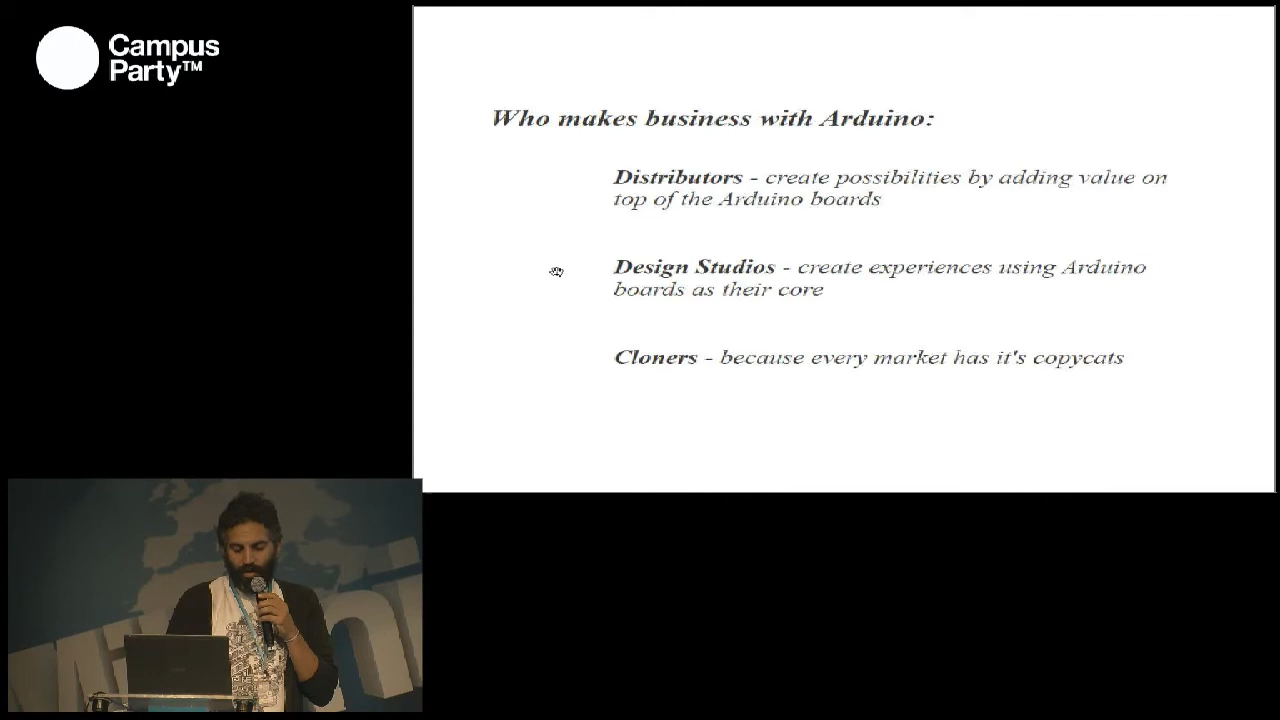 Campus
Party™
Who makes business with Arduino:
Distributors - create possibilities by adding value on
top of the Arduino boards
Design Studios - create experiences using Arduino
boards as their core
Cloners - because every market has it's copycats